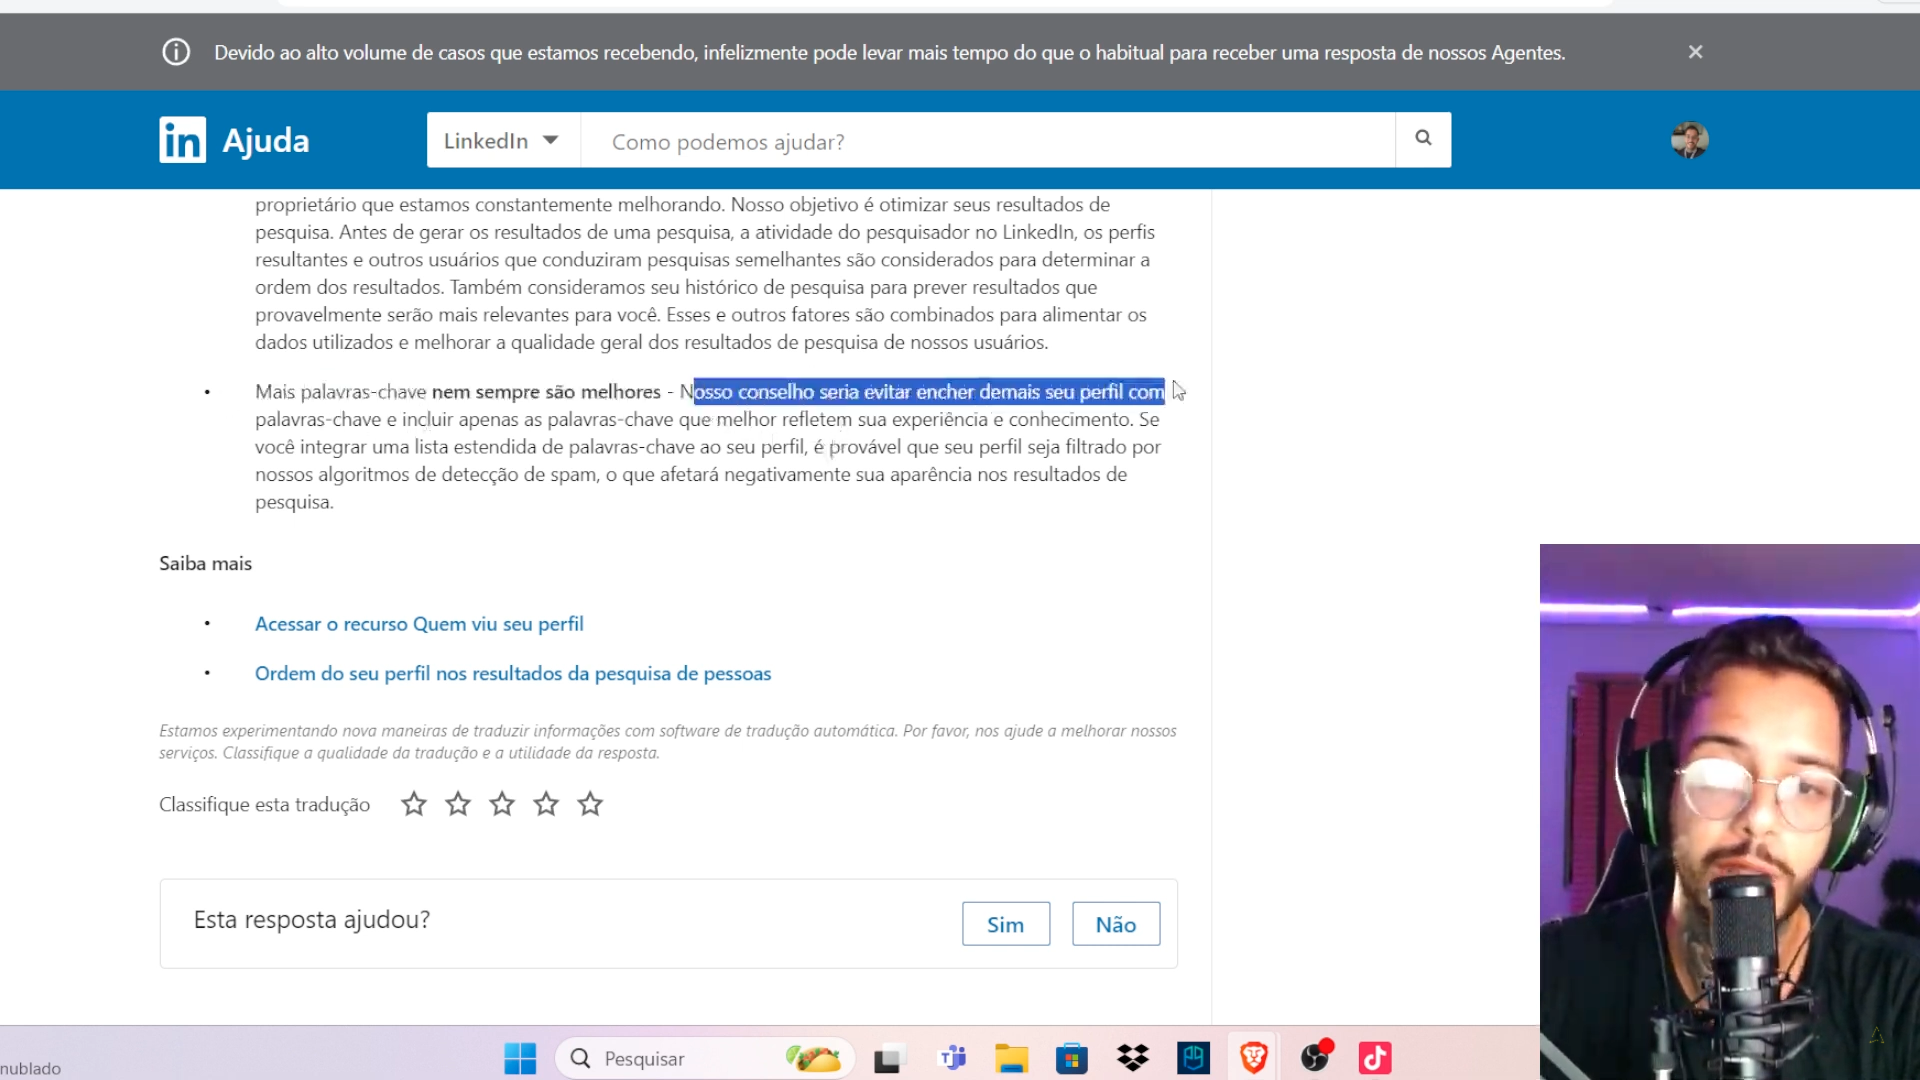 Devido ao alto volume de casos que estamos recebendo, infelizmente pode levar mais tempo do que o habitual para receber uma resposta de nossos Agentes.
in Ajuda
LinkedIn
Como podemos ajudar?
proprietário que estamos constantemente melhorando. Nosso objetivo é otimizar seus resultados de
pesquisa. Antes de gerar os resultados de uma pesquisa, a atividade do pesquisador no LinkedIn, os perfis
resultantes e outros usuários que conduziram pesquisas semelhantes são considerados para determinar a
ordem dos resultados. Também consideramos seu histórico de pesquisa para prever resultados que
provavelmente serão mais relevantes para você. Esses e outros fatores são combinados para alimentar os
dados utilizados e melhorar a qualidade geral dos resultados de pesquisa de nossos usuários.
• Mais palavras-chave nem sempre são melhores - Nosso conselho seria evitar encher demais seu perfil com
palavras-chave e incluir apenas as palavras-chave que melhor refletem sua experiência e conhecimento. Se
você integrar uma lista estendida de palavras-chave ao seu perfil, é provável que seu perfil seja filtrado por
nossos algoritmos de detecção de spam, o que afetará negativamente sua aparência nos resultados de
pesquisa.
Saiba mais
• Acessar o recurso Quem viu seu perfil
• Ordem do seu perfil nos resultados da pesquisa de pessoas
Estamos experimentando nova maneiras de traduzir informações com software de tradução automática. Por favor, nos ajude a melhorar nossos
serviços. Classifique a qualidade da tradução e a utilidade da resposta.
Classifique esta tradução
Esta resposta ajudou?
Sim
Não
Pesquisar
nublado